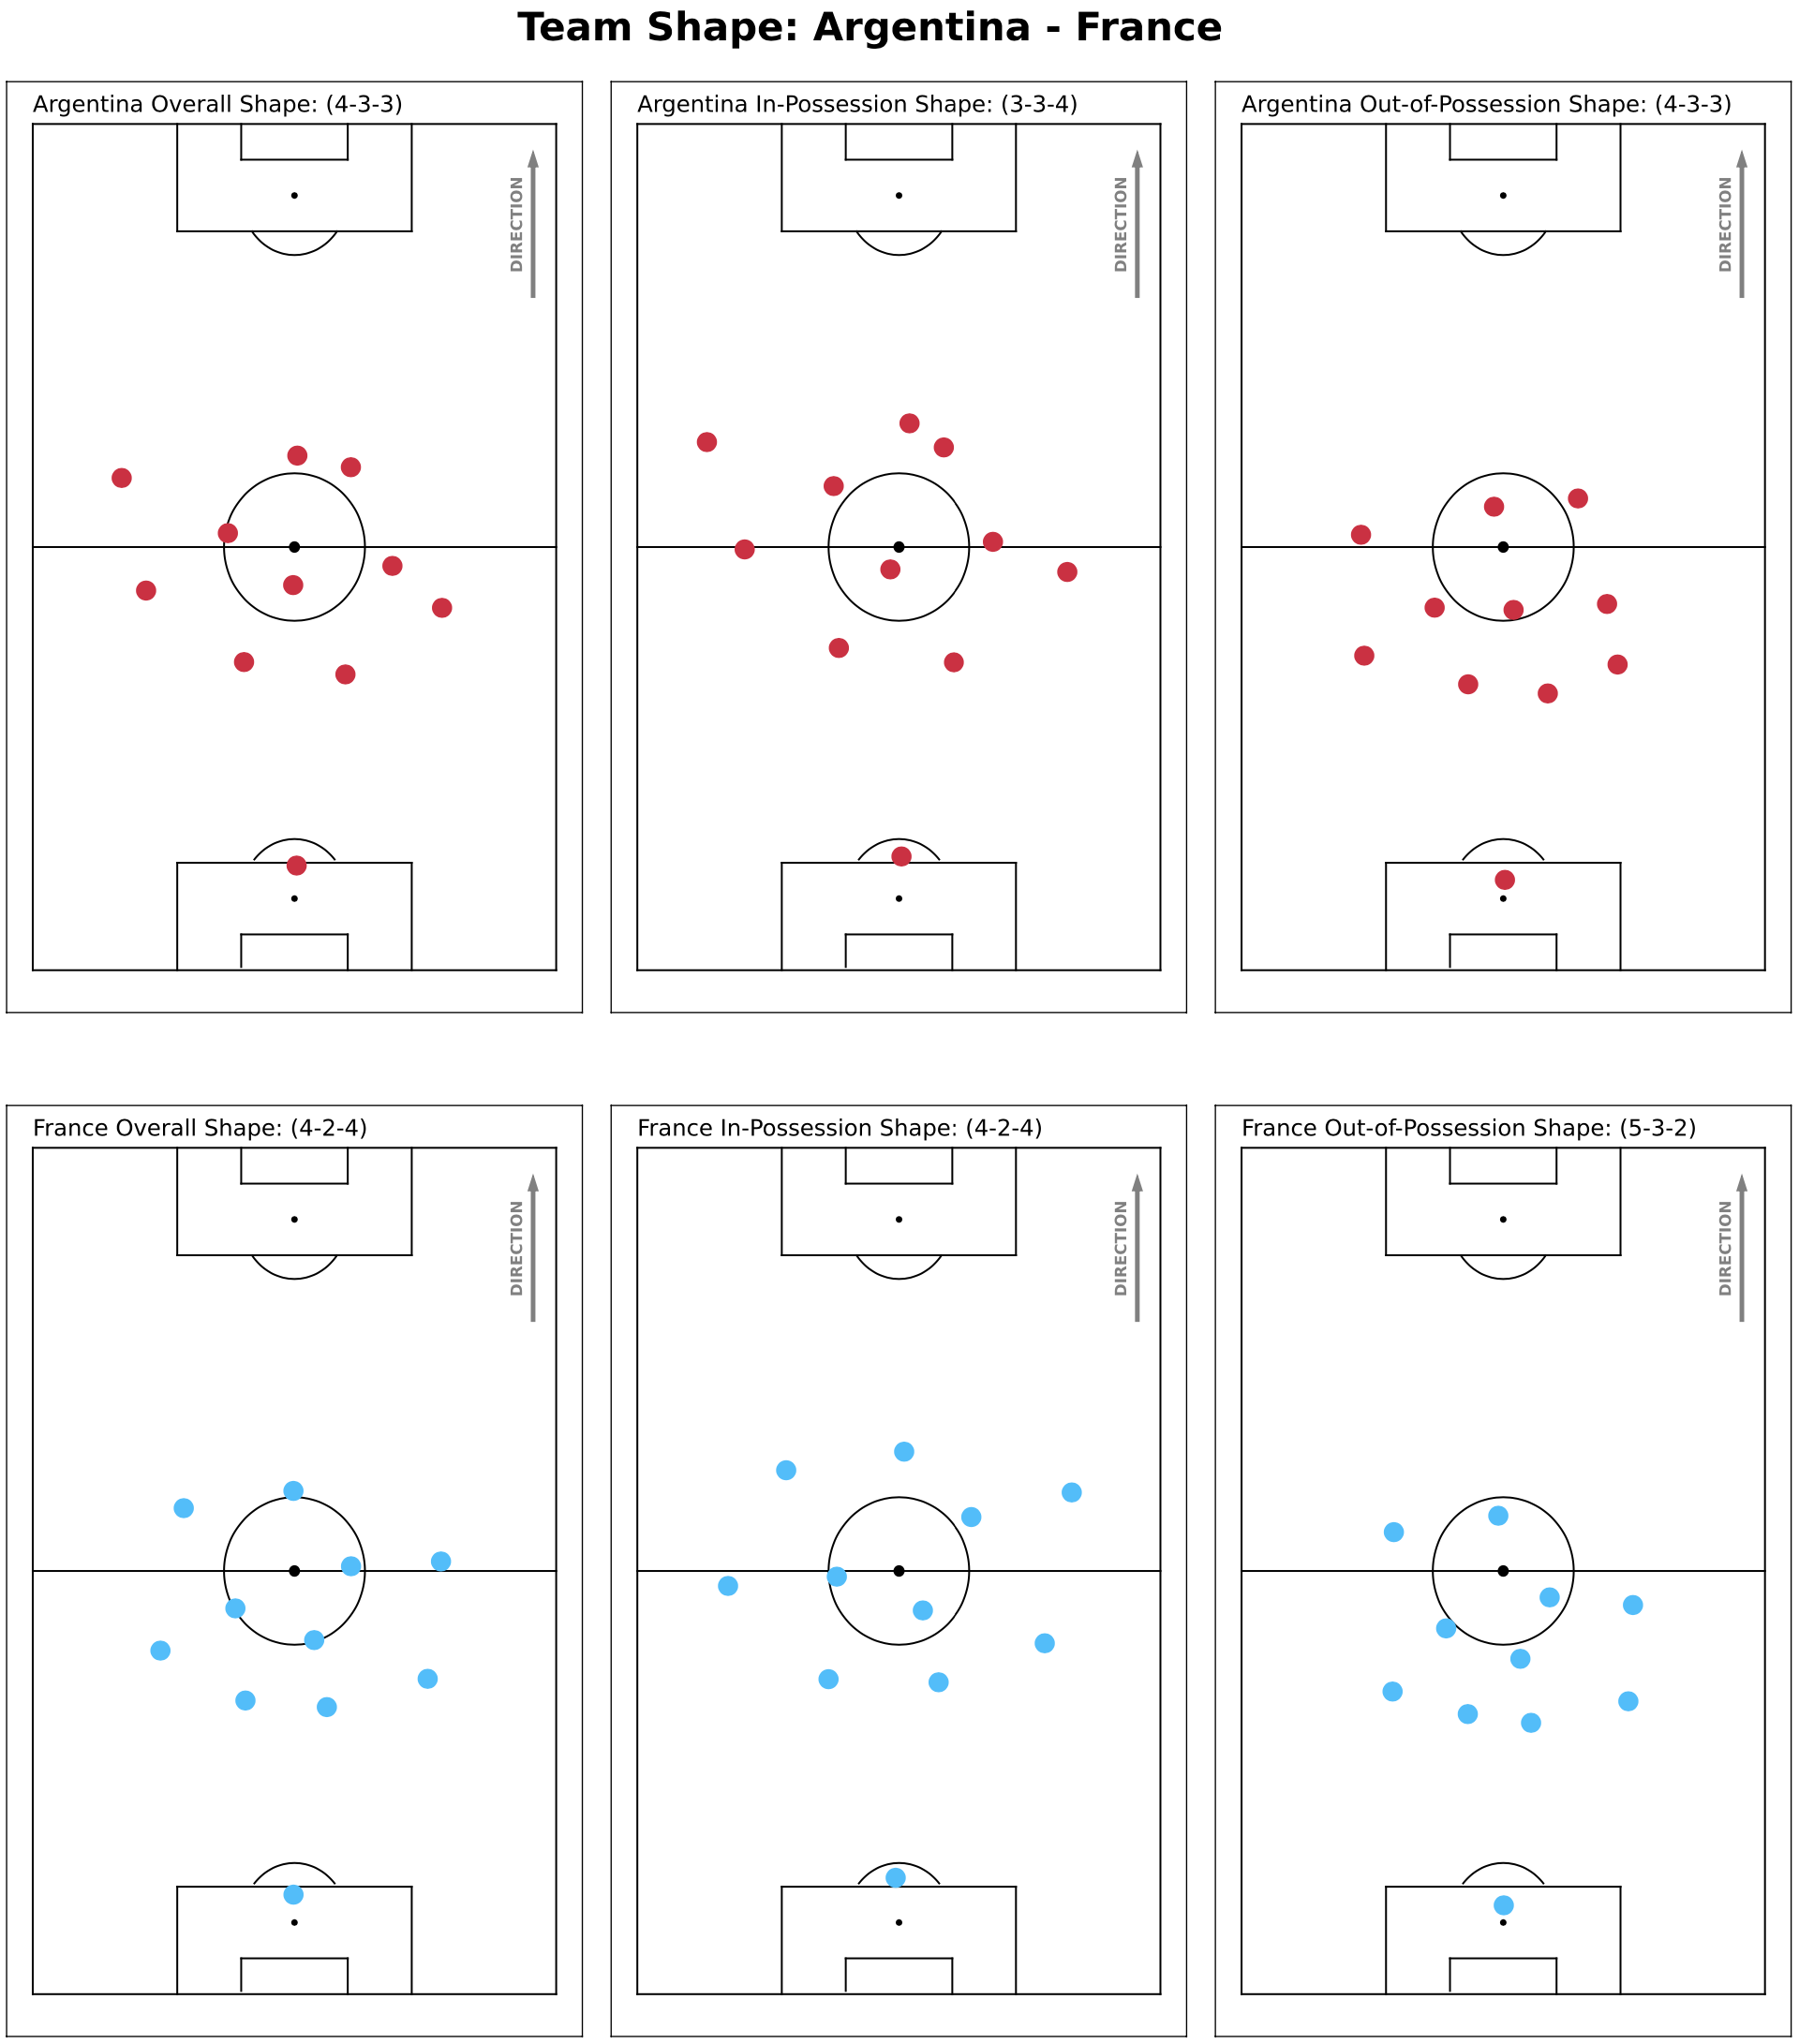 Team Shape: Argentina - France
Argentina Overall Shape: (4-3-3)
DIRECTION
Argentina In-Possession Shape: (3-3-4)
DIRECTION
Argentina Out-of-Possession Shape: (4-3-3)
DIRECTION
France Overall Shape: (4-2-4)
DIRECTION
France In-Possession Shape: (4-2-4)
DIRECTION
France Out-of-Possession Shape: (5-3-2)
DIRECTION